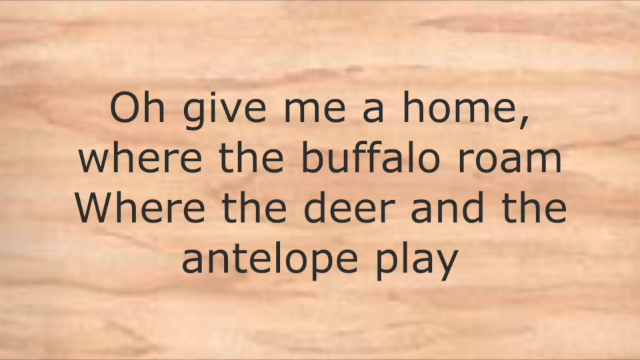 Oh give me a home,
where the buffalo roam
Where the deer and the
antelope play